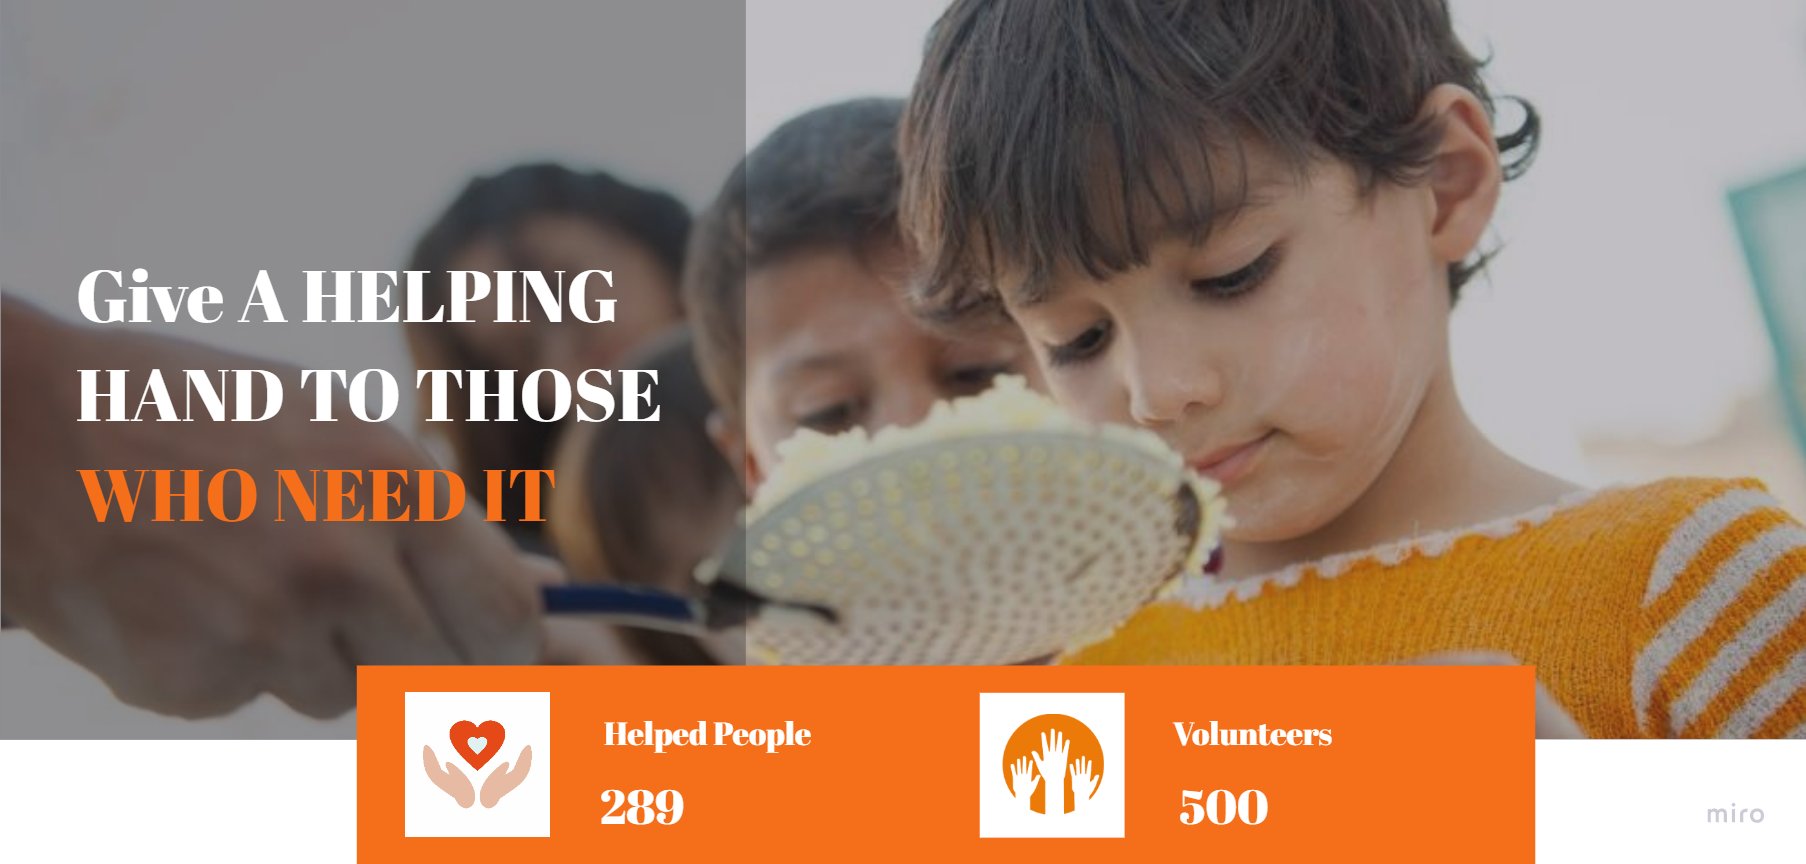 Give A HELPING
HAND TO THOSE
WHO NEED IT
Helped People
289
Volunteers
500
miro